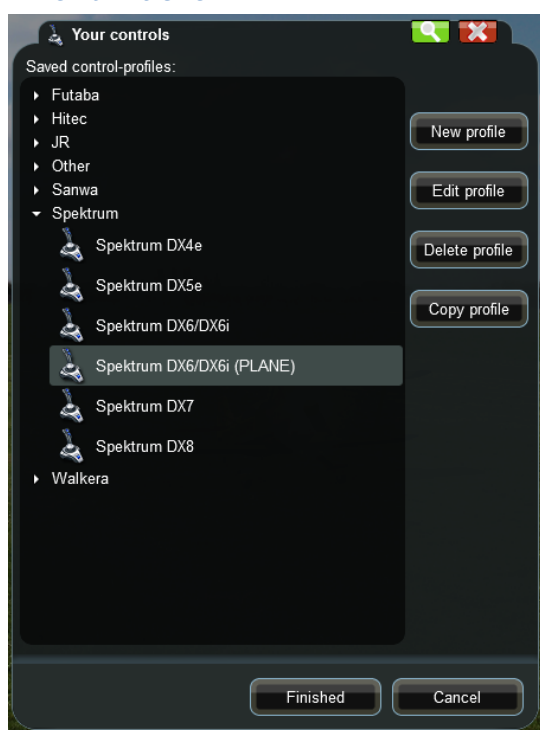 Your controls
Saved control-profiles:
Futaba
Hitec
JR
Other
Sanwa
Spektrum
Spektrum DX4e
Spektrum DX5e
Spektrum DX6/DX6i
Spektrum DX6/DX6i (PLANE)
Spektrum DX7
Spektrum DX8
Walkera
New profile
Edit profile
Delete profile
Copy profile
Finished
Cancel